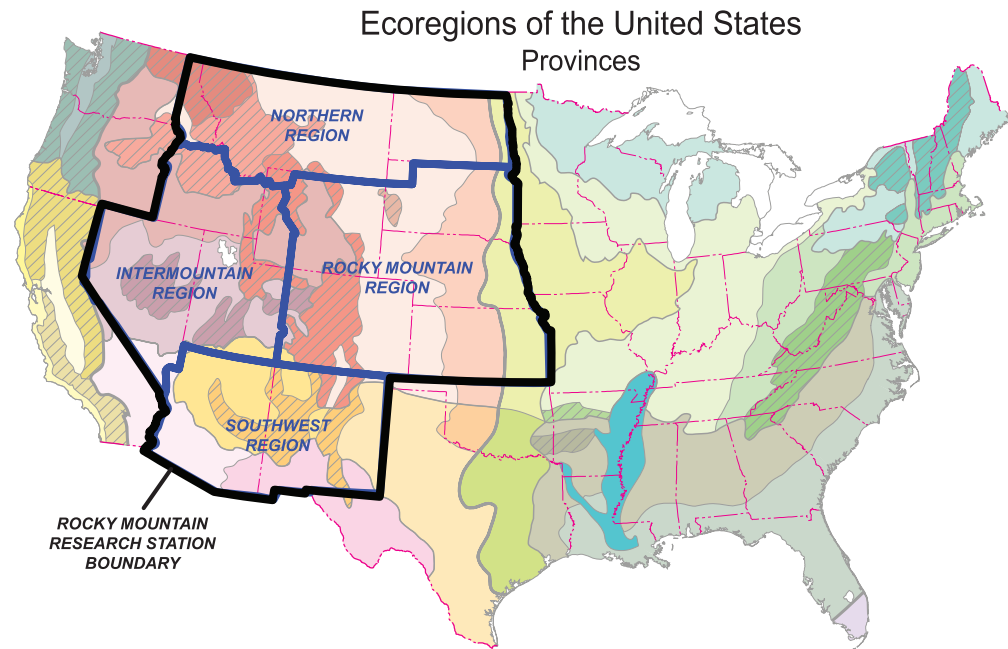 Ecoregions of the United States
Provinces
NORTHERN
REGION
INTERMOUNTAIN
REGION
ROCKY MOUNTAIN
REGION
SOUTHWEST
REGION
ROCKY MOUNTAIN
RESEARCH STATION
BOUNDARY